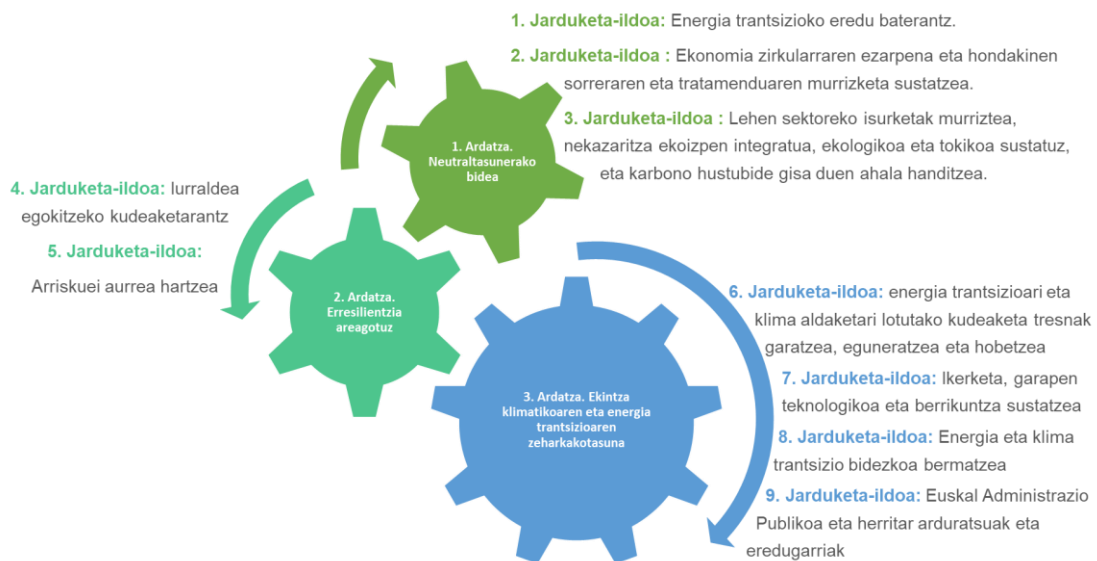 1. Jarduketa-ildoa: Energia trantsizioko eredu baterantz.
2. Jarduketa-ildoa : Ekonomia zirkularraren ezarpena eta hondakinen
sorreraren eta tratamenduaren murrizketa sustatzea.
3. Jarduketa-ildoa : Lehen sektoreko isurketak murriztea,
nekazaritza ekoizpen integratua, ekologikoa eta tokikoa sustatuz,
eta karbono hustubide gisa duen ahala handitzea.
1. Ardatza.
Neutraltasunerako
bidea
4. Jarduketa-ildoa: lurraldea
egokitzeko kudeaketarantz
5. Jarduketa-ildoa:
Arriskuei aurrea hartzea
2. Ardatza.
Erresilientzia
areagotuz
3. Ardatza. Ekintza
klimatikoaren eta energia
trantsizioaren
zeharkakotasuna
6. Jarduketa-ildoa: energia trantsizioari eta
klima aldaketari lotutako kudeaketa tresnak
garatzea, eguneratzea eta hobetzea
7. Jarduketa-ildoa: Ikerketa, garapen
teknologikoa eta berrikuntza sustatzea
8. Jarduketa-ildoa: Energia eta klima
trantsizio bidezkoa bermatzea
9. Jarduketa-ildoa: Euskal Administrazio
Publikoa eta herritar arduratsuak eta
eredugarriak